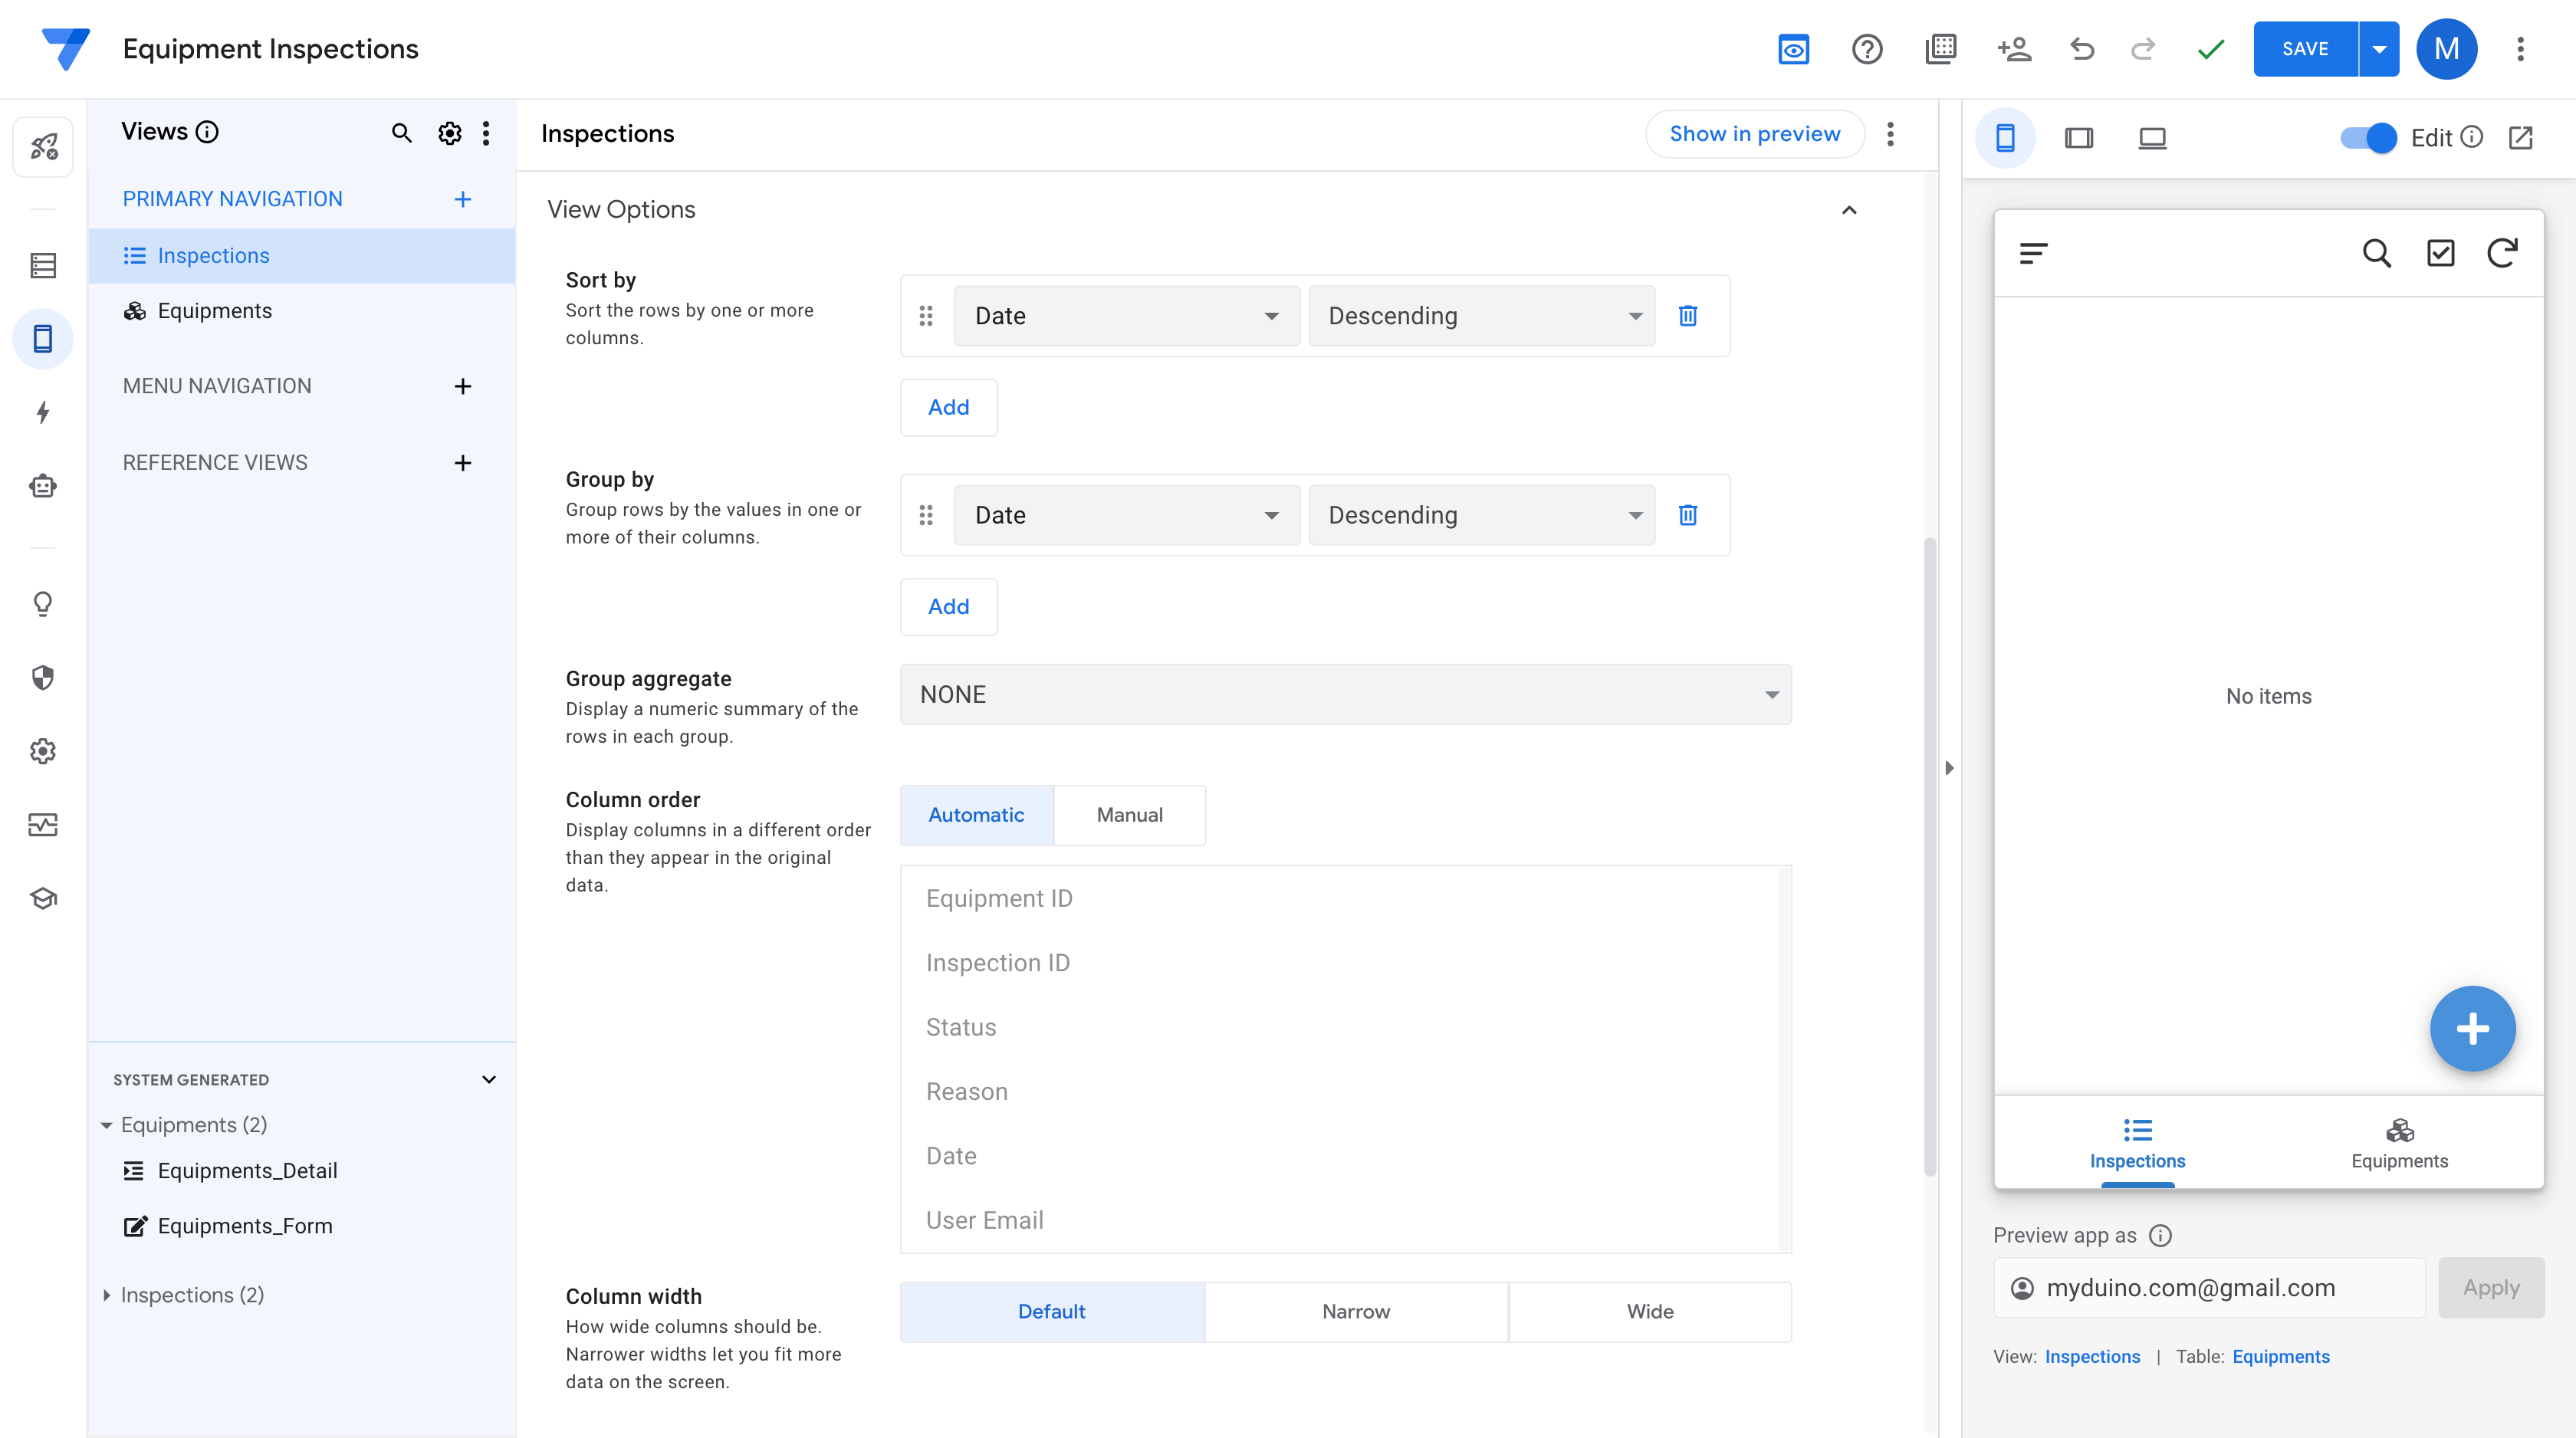 Equipment Inspections
SAVE
M
Views
PRIMARY NAVIGATION
Inspections
Equipments
MENU NAVIGATION
REFERENCE VIEWS
SYSTEM GENERATED
Equipments (2)
Equipments_Detail
Equipments_Form
Inspections (2)
Inspections
Show in preview
View Options
Sort by
Sort the rows by one or more
columns.
Date
Descending
Add
Group by
Group rows by the values in one or
more of their columns.
Date
Descending
Add
Group aggregate
Display a numeric summary of the
rows in each group.
NONE
Column order
Display columns in a different order
than they appear in the original
data.
Automatic
Manual
Equipment ID
Inspection ID
Status
Reason
Date
User Email
Column width
How wide columns should be.
Narrower widths let you fit more
data on the screen.
Default
Narrow
Wide
Edit
No items
Inspections
Equipments
Preview app as
myduino.com@gmail.com
Apply
View: Inspections | Table: Equipments